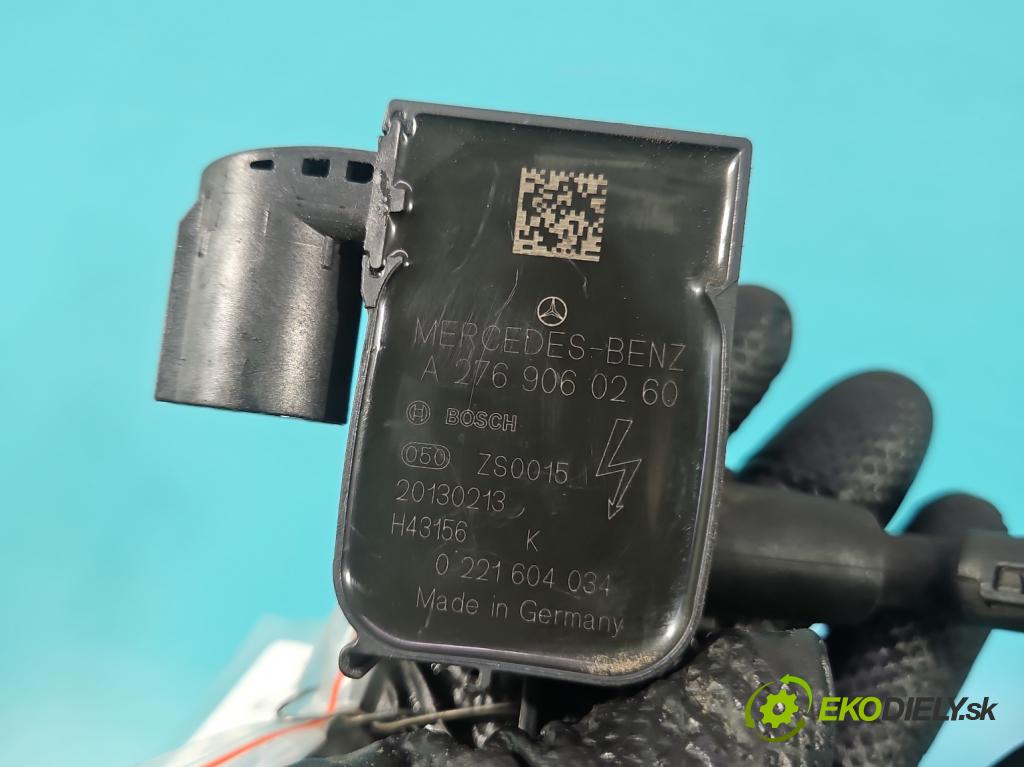 MERCEDES-BENZ
A 276 906 02 60
BOSCH
050 ZS0015
20130213
H43156 K
0 221 604 034
Made in Germany
EKODIELY.sk